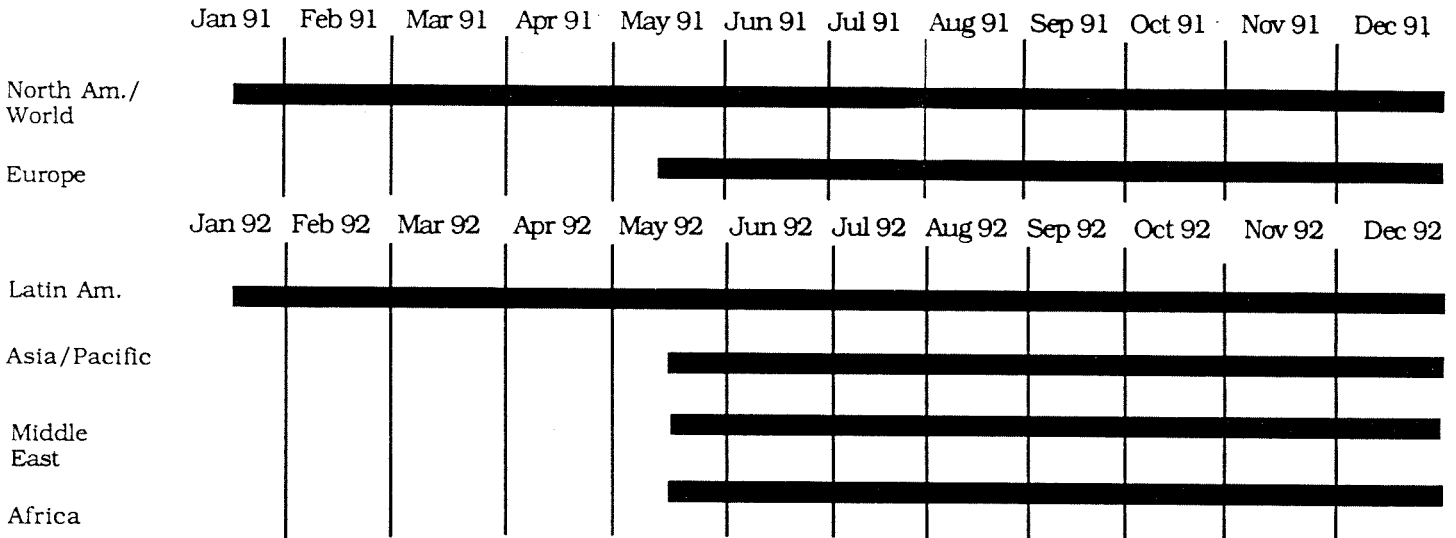 Jan 91 Feb 91 Mar 91 Apr 91 May 91 Jun 91 Jul 91 Aug 91 Sep 91 Oct 91 Nov 91 Dec 91
North Am./
World
Europe
Jan 92 Feb 92 Mar 92 Apr 92 May 92 Jun 92 Jul 92 Aug 92 Sep 92 Oct 92 Nov 92 Dec 92
Latin Am.
Asia/Pacific
Middle
East
Africa